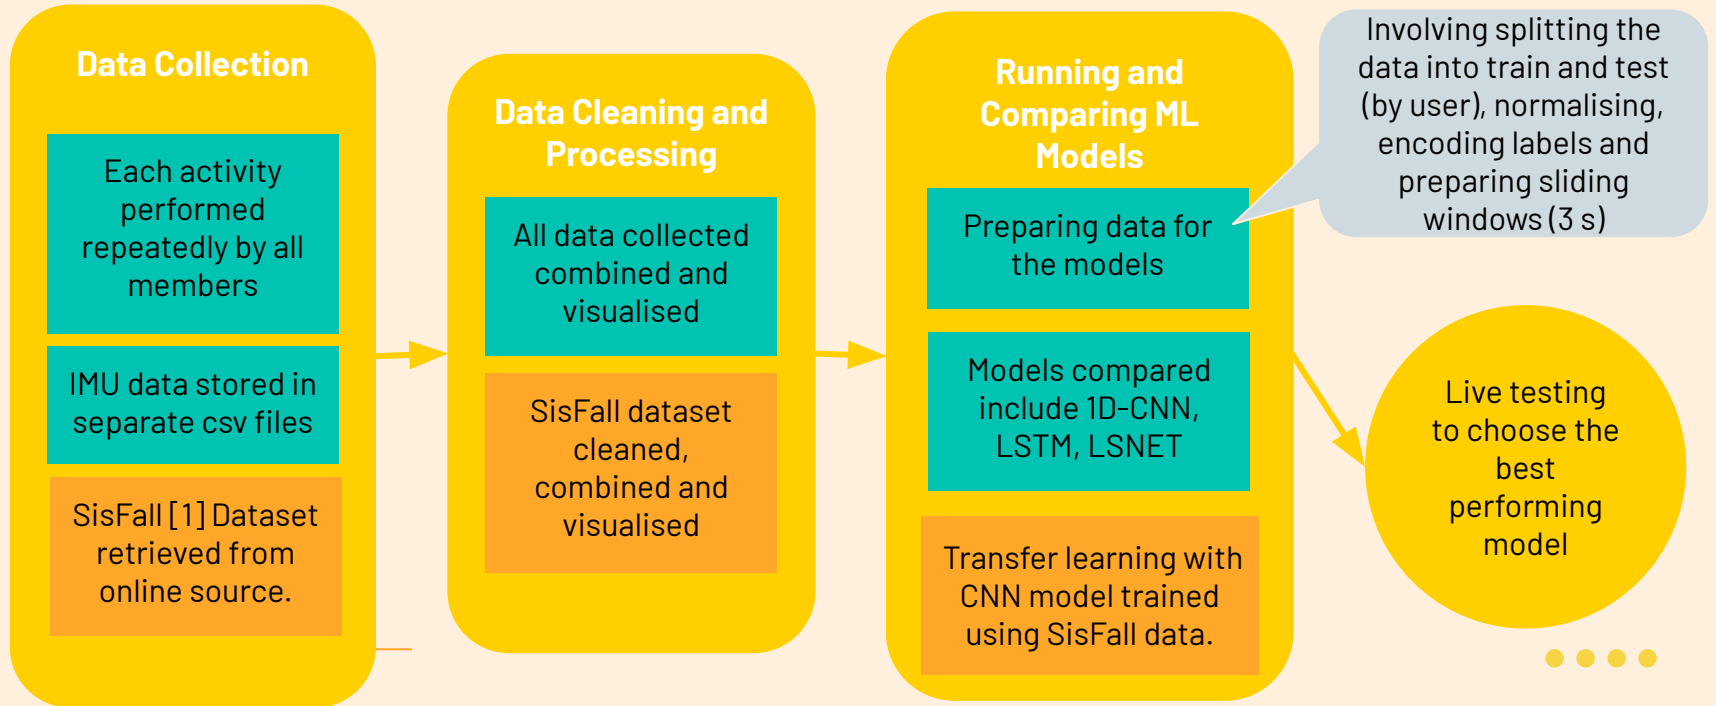 Data Collection
Each activity
performed
repeatedly by all
members
IMU data stored in
separate csv files
SisFall [1] Dataset
retrieved from
online source.
Data Cleaning and
Processing
All data collected
combined and
visualised
SisFall dataset
cleaned,
combined and
visualised
Running and
Comparing ML
Models
Preparing data for
the models
Models compared
include 1D-CNN,
LSTM, LSNET
Transfer learning with
CNN model trained
using SisFall data.
Involving splitting the
data into train and test
(by user), normalising,
encoding labels and
preparing sliding
windows (3 s)
Live testing
to choose the
best
performing
model